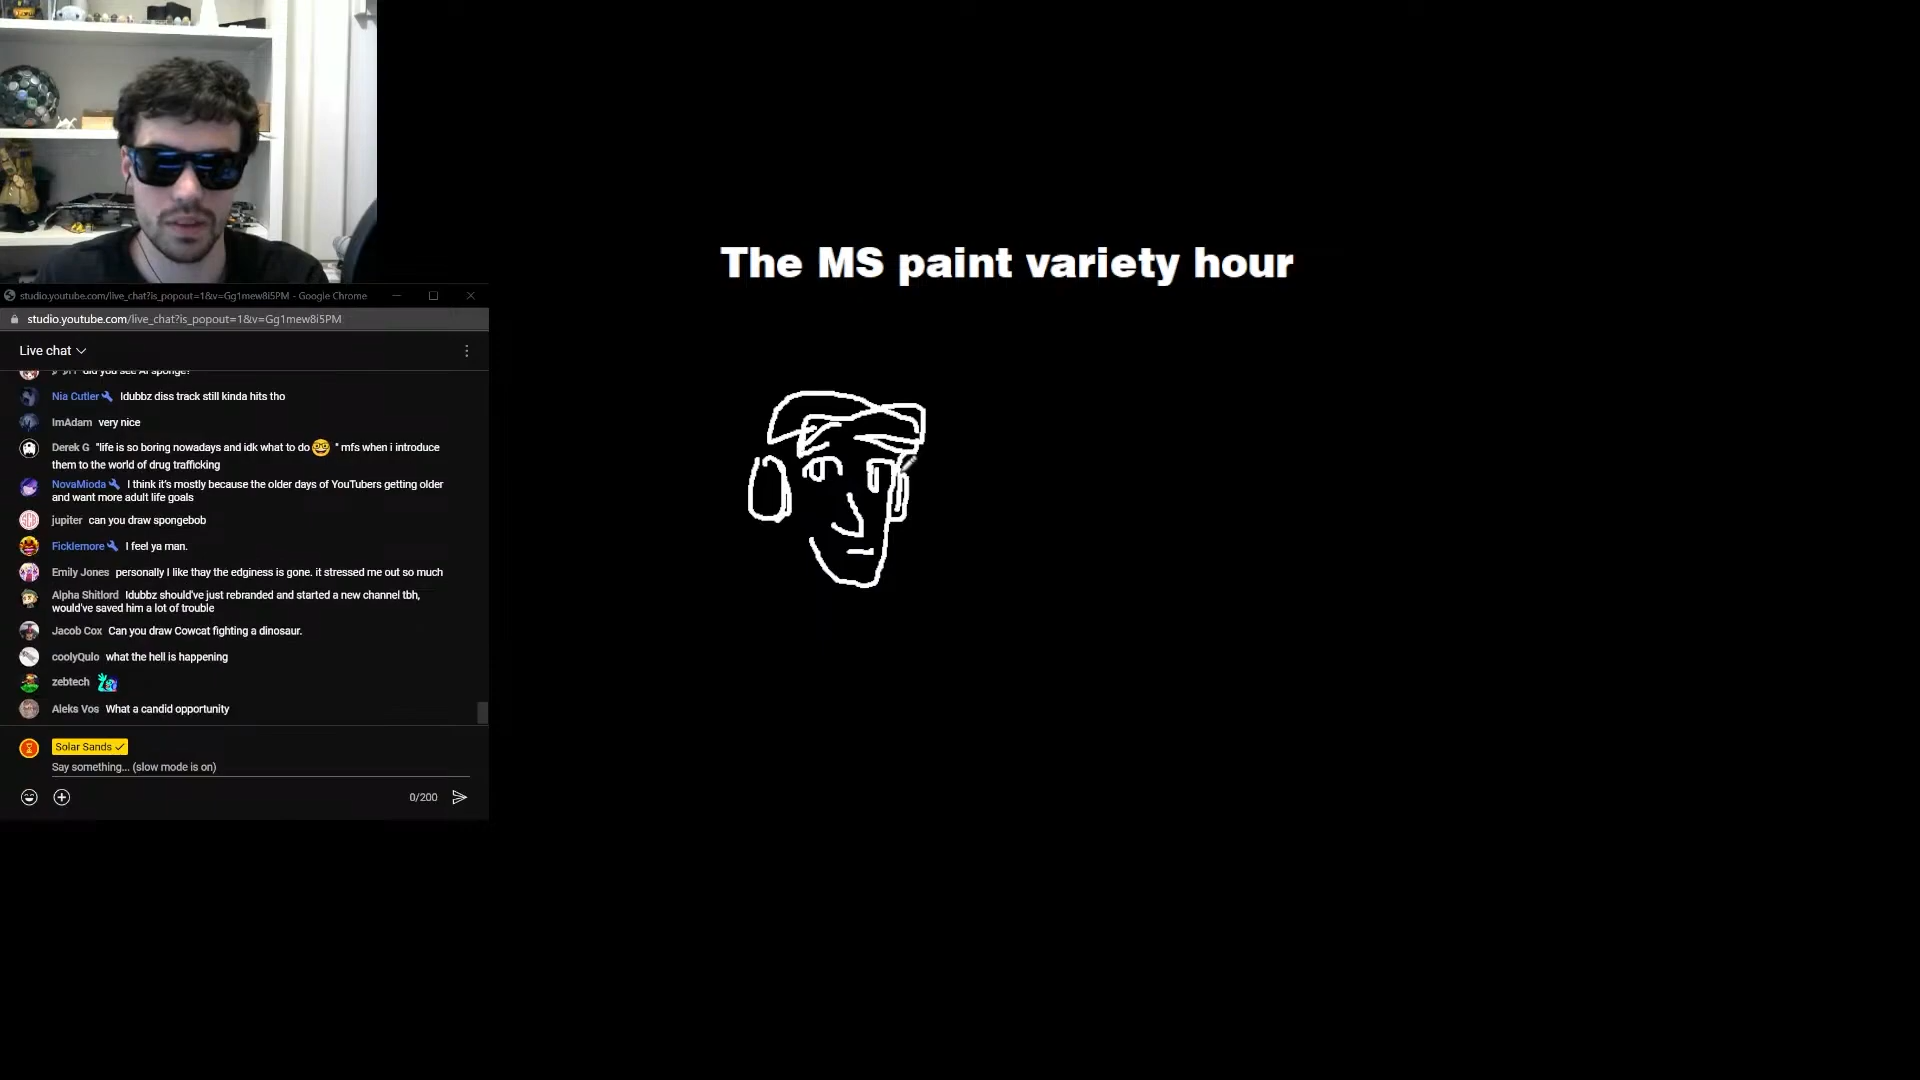 The MS paint variety hour
studio.youtube.com/live_chat?is_popout=1&v=Gg1mew8i5PM - Google Chrome
studio.youtube.com/live_chat?is_popout=1&v=Gg1mew8i5PM
Live chat
did you see AI sponge?
Nia Cutler Idubbz diss track still kinda hits tho
ImAdam very nice
Derek G "life is so boring nowadays and idk what to do 🤓 " mfs when i introduce
them to the world of drug trafficking
NovaMioda I think it's mostly because the older days of YouTubers getting older
and want more adult life goals
jupiter can you draw spongebob
Ficklemore I feel ya man.
Emily Jones personally I like thay the edginess is gone. it stressed me out so much
Alpha Shitlord Idubbz should've just rebranded and started a new channel tbh,
would've saved him a lot of trouble
Jacob Cox Can you draw Cowcat fighting a dinosaur.
coolyQulo what the hell is happening
zebtech
Aleks Vos What a candid opportunity
Solar Sands
Say something... (slow mode is on)
0/200